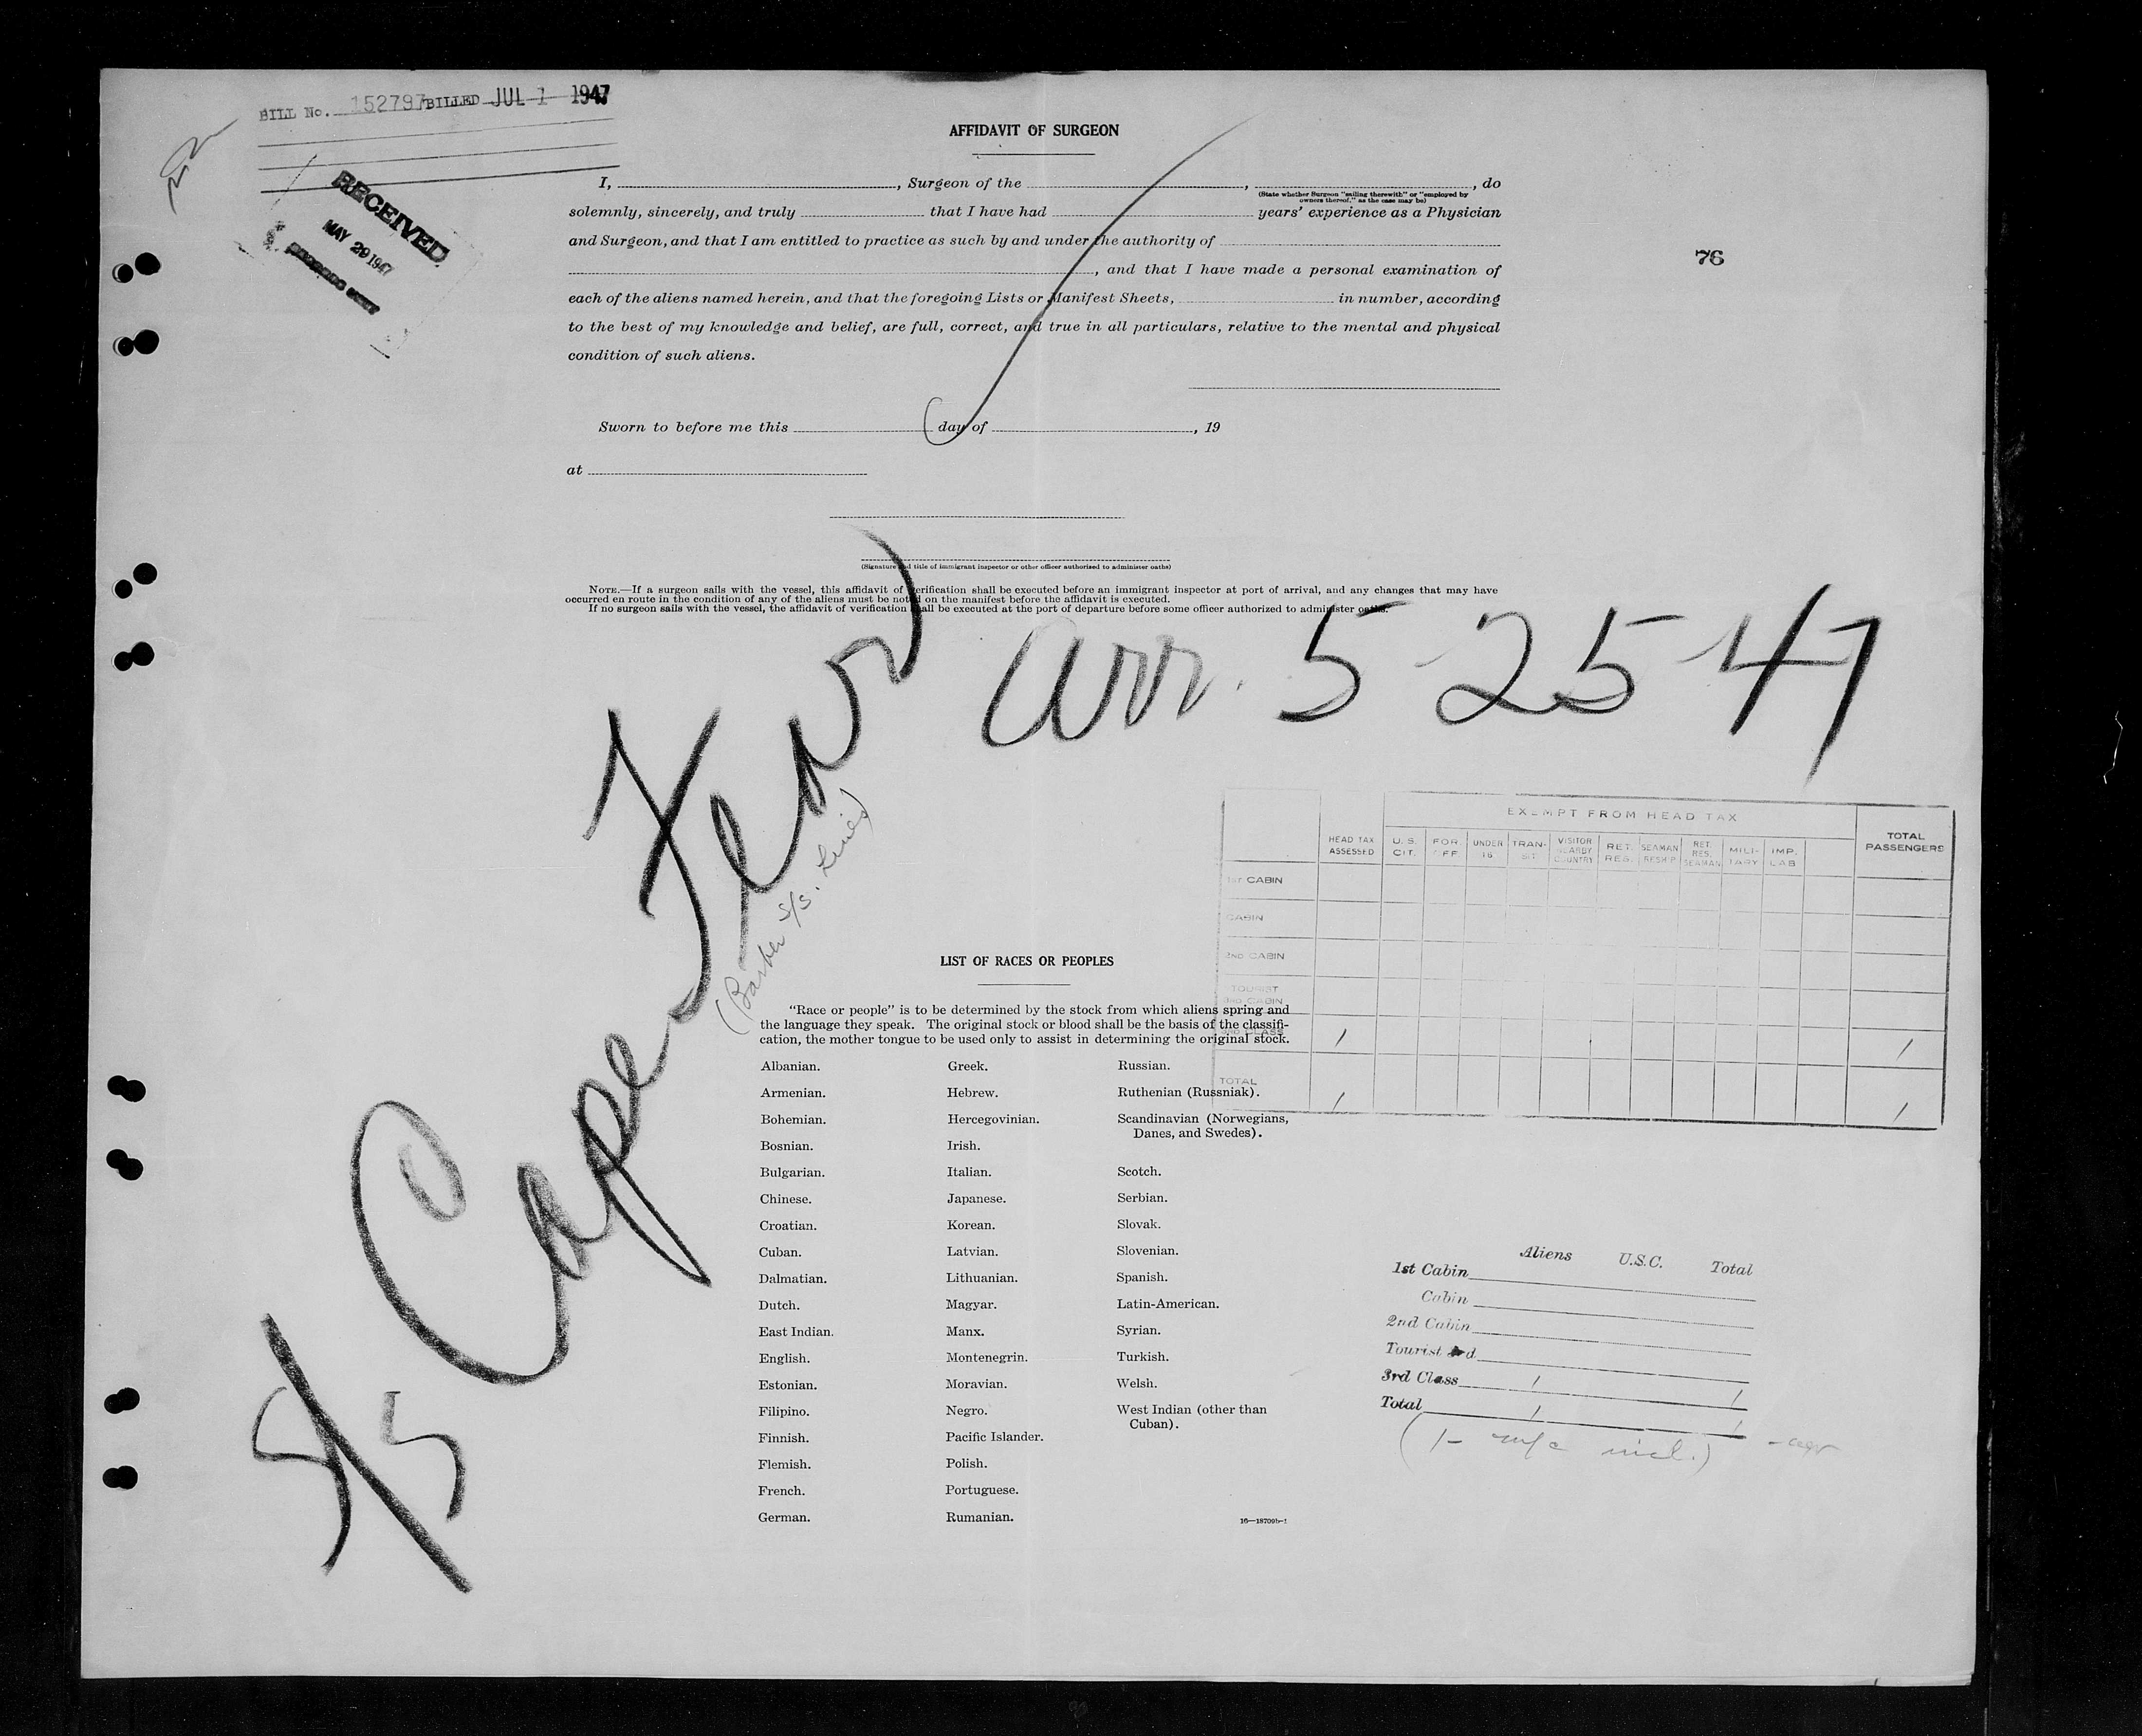 BILL No. 152797 BILLED JUL 1 1947
RECEIVED
MAY 29 1947
RECORDS UNIT
76
AFFIDAVIT OF SURGEON
I, , Surgeon of the , , do
(State whether Surgeon "sailing therewith" or "employed by
owners thereof," as the case may be)
solemnly, sincerely, and truly that I have had years' experience as a Physician
and Surgeon, and that I am entitled to practice as such by and under the authority of
, and that I have made a personal examination of
each of the aliens named herein, and that the foregoing Lists or Manifest Sheets, in number, according
to the best of my knowledge and belief, are full, correct, and true in all particulars, relative to the mental and physical
condition of such aliens.
Sworn to before me this day of , 19
at
(Signature and title of immigrant inspector or other officer authorized to administer oaths)
NOTE.—If a surgeon sails with the vessel, this affidavit of verification shall be executed before an immigrant inspector at port of arrival, and any changes that may have
occurred en route in the condition of any of the aliens must be noted on the manifest before the affidavit is executed.
If no surgeon sails with the vessel, the affidavit of verification shall be executed at the port of departure before some officer authorized to administer oaths.
arr. 5-25-47
S/S Cape
(Barber S/S. Lines)
EXEMPT FROM HEAD TAX
HEAD TAX ASSESSED U.S. CIT. FOR. OFF UNDER 16 TRAN-SIT VISITOR NEARBY COUNTRY RET. RES. SEAMAN RESHIP RET. RES. SEAMAN MILI-TARY IMP. LAB TOTAL PASSENGERS
1ST CABIN
CABIN
2ND CABIN
TOURIST
3RD CABIN
3RD CLASS / /
TOTAL / /
LIST OF RACES OR PEOPLES
"Race or people" is to be determined by the stock from which aliens spring and
the language they speak. The original stock or blood shall be the basis of the classifi-
cation, the mother tongue to be used only to assist in determining the original stock.
Albanian.
Armenian.
Bohemian.
Bosnian.
Bulgarian.
Chinese.
Croatian.
Cuban.
Dalmatian.
Dutch.
East Indian.
English.
Estonian.
Filipino.
Finnish.
Flemish.
French.
German.
Greek.
Hebrew.
Hercegovinian.
Irish.
Italian.
Japanese.
Korean.
Latvian.
Lithuanian.
Magyar.
Manx.
Montenegrin.
Moravian.
Negro.
Pacific Islander.
Polish.
Portuguese.
Rumanian.
Russian.
Ruthenian (Russniak).
Scandinavian (Norwegians,
Danes, and Swedes).
Scotch.
Serbian.
Slovak.
Slovenian.
Spanish.
Latin-American.
Syrian.
Turkish.
Welsh.
West Indian (other than
Cuban).
16—18709b-1
Aliens U.S.C. Total
1st Cabin
Cabin
2nd Cabin
Tourist 3rd
3rd Class / /
Total / /
(1- incl.)